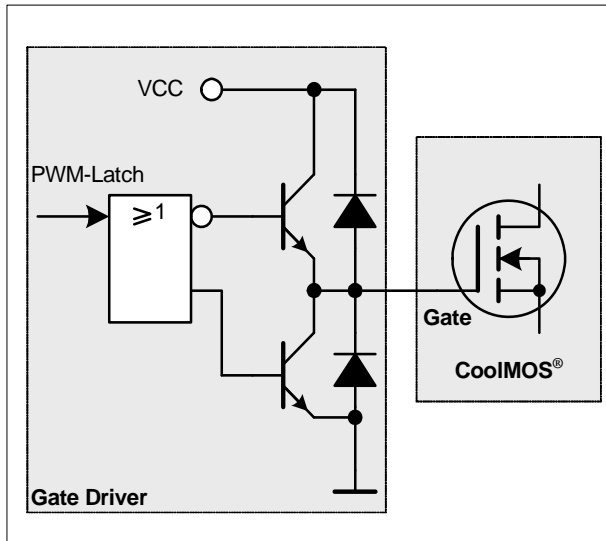 VCC
PWM-Latch
≥1
Gate
CoolMOS®
Gate Driver